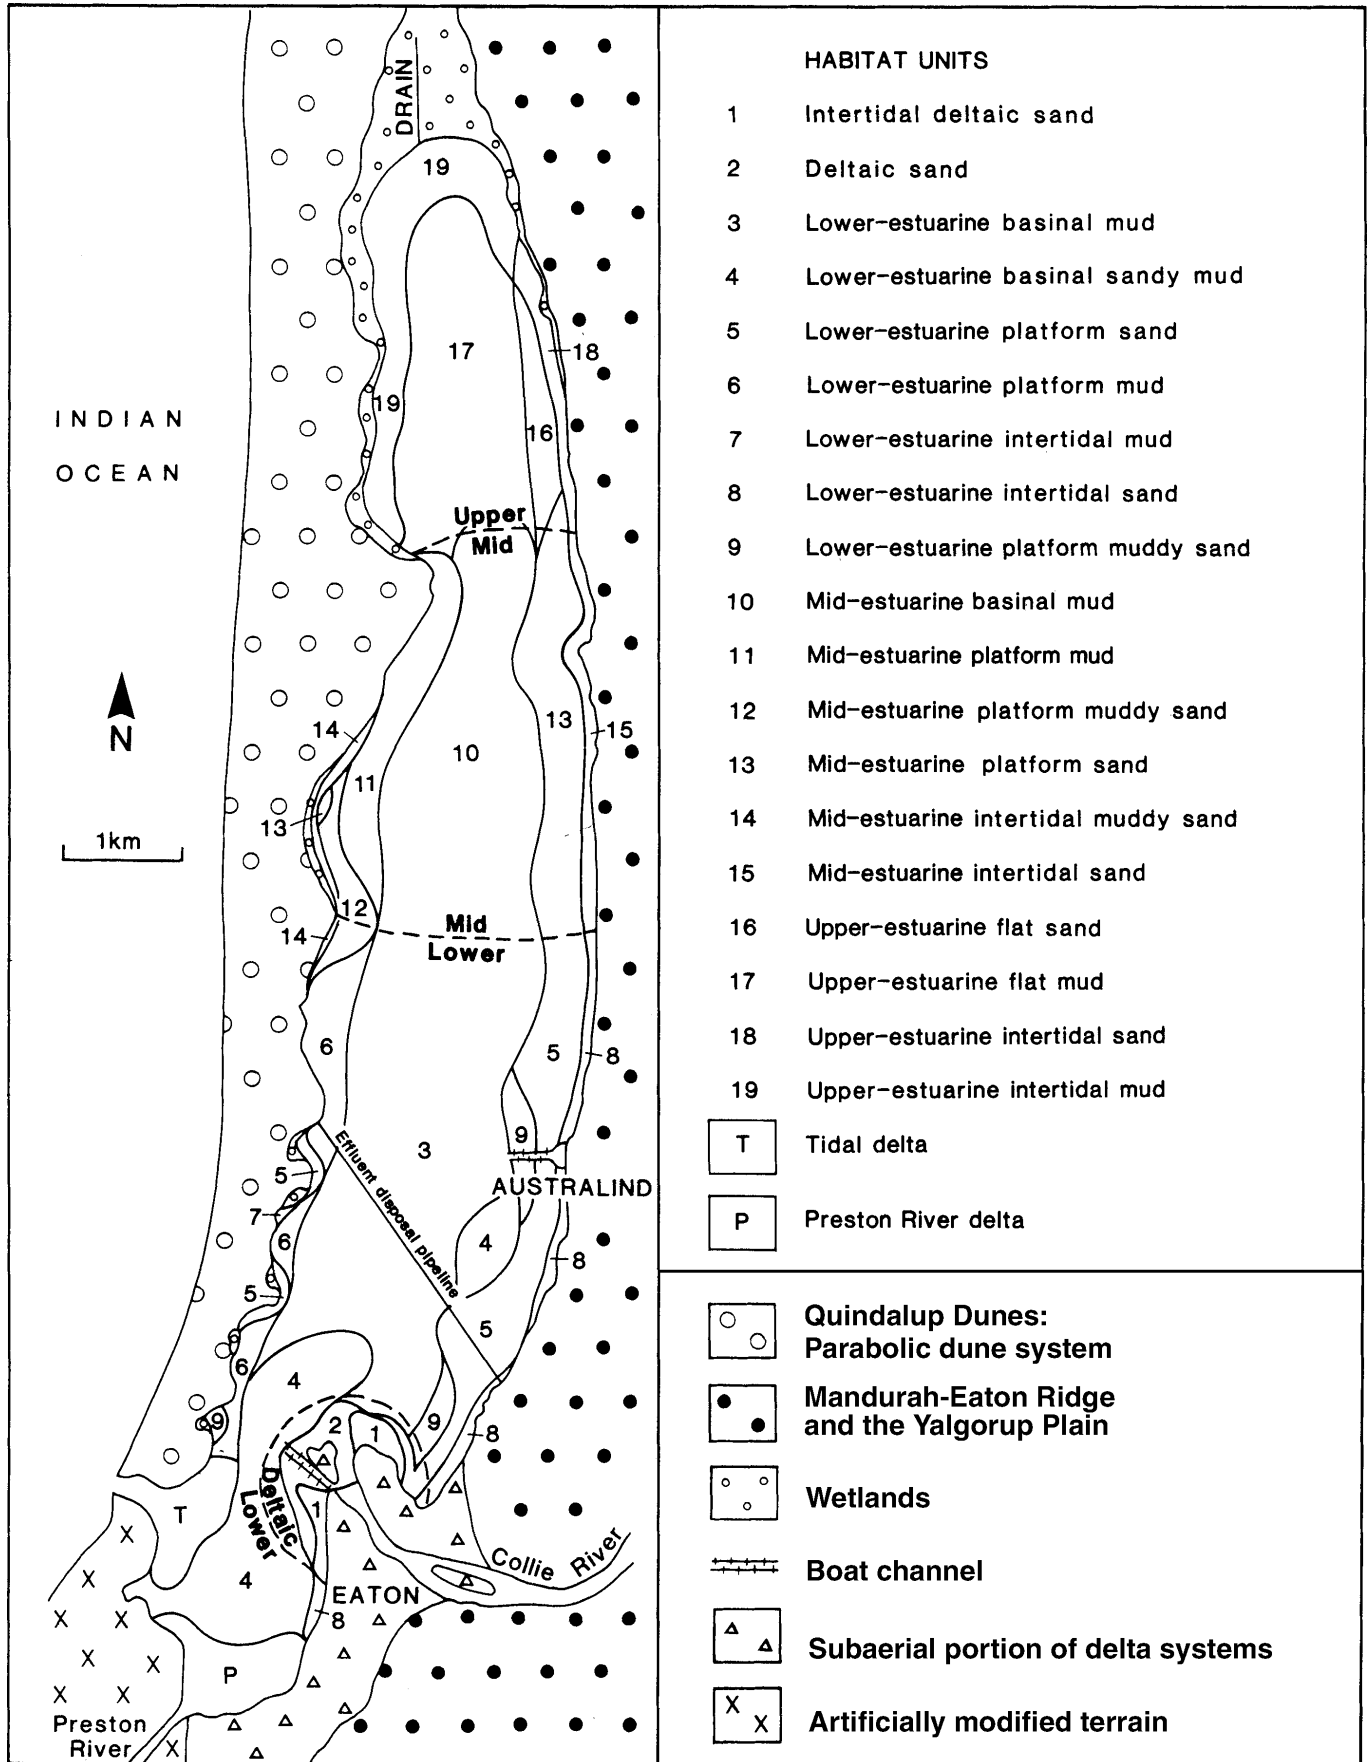 DRAIN
19
17
18
19
16
INDIAN
OCEAN
Upper
Mid
N
1km
14
13
15
10
11
13
12
14
Mid
Lower
6
5
8
9
3
Effluent disposal pipeline
AUSTRALIND
5
7
6
4
8
5
5
6
4
9
2
1
9
8
Deltaic
Lower
T
1
Collie River
4
EATON
8
P
Preston
River
X
X
X
X
X
X
X
X
X
HABITAT UNITS
1 Intertidal deltaic sand
2 Deltaic sand
3 Lower-estuarine basinal mud
4 Lower-estuarine basinal sandy mud
5 Lower-estuarine platform sand
6 Lower-estuarine platform mud
7 Lower-estuarine intertidal mud
8 Lower-estuarine intertidal sand
9 Lower-estuarine platform muddy sand
10 Mid-estuarine basinal mud
11 Mid-estuarine platform mud
12 Mid-estuarine platform muddy sand
13 Mid-estuarine platform sand
14 Mid-estuarine intertidal muddy sand
15 Mid-estuarine intertidal sand
16 Upper-estuarine flat sand
17 Upper-estuarine flat mud
18 Upper-estuarine intertidal sand
19 Upper-estuarine intertidal mud
T Tidal delta
P Preston River delta
Quindalup Dunes:
Parabolic dune system
Mandurah-Eaton Ridge
and the Yalgorup Plain
Wetlands
Boat channel
Subaerial portion of delta systems
X X Artificially modified terrain